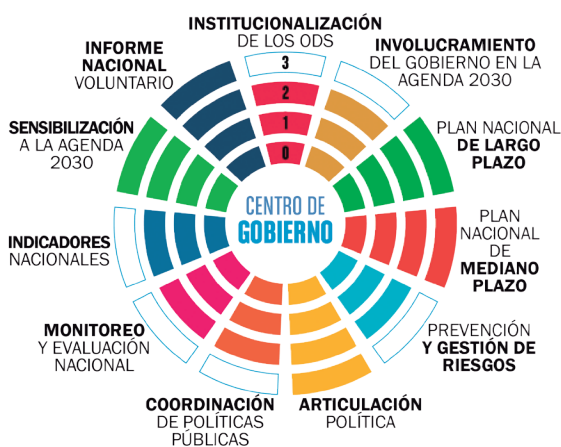 INSTITUCIONALIZACIÓN
DE LOS ODS
3
2
1
0
INVOLUCRAMIENTO
DEL GOBIERNO EN LA
AGENDA 2030
PLAN NACIONAL
DE LARGO
PLAZO
PLAN
NACIONAL
DE
MEDIANO
PLAZO
PREVENCIÓN
Y GESTIÓN DE
RIESGOS
ARTICULACIÓN
POLÍTICA
COORDINACIÓN
DE POLÍTICAS
PÚBLICAS
MONITOREO
Y EVALUACIÓN
NACIONAL
INDICADORES
NACIONALES
SENSIBILIZACIÓN
A LA AGENDA
2030
INFORME
NACIONAL
VOLUNTARIO
CENTRO DE
GOBIERNO